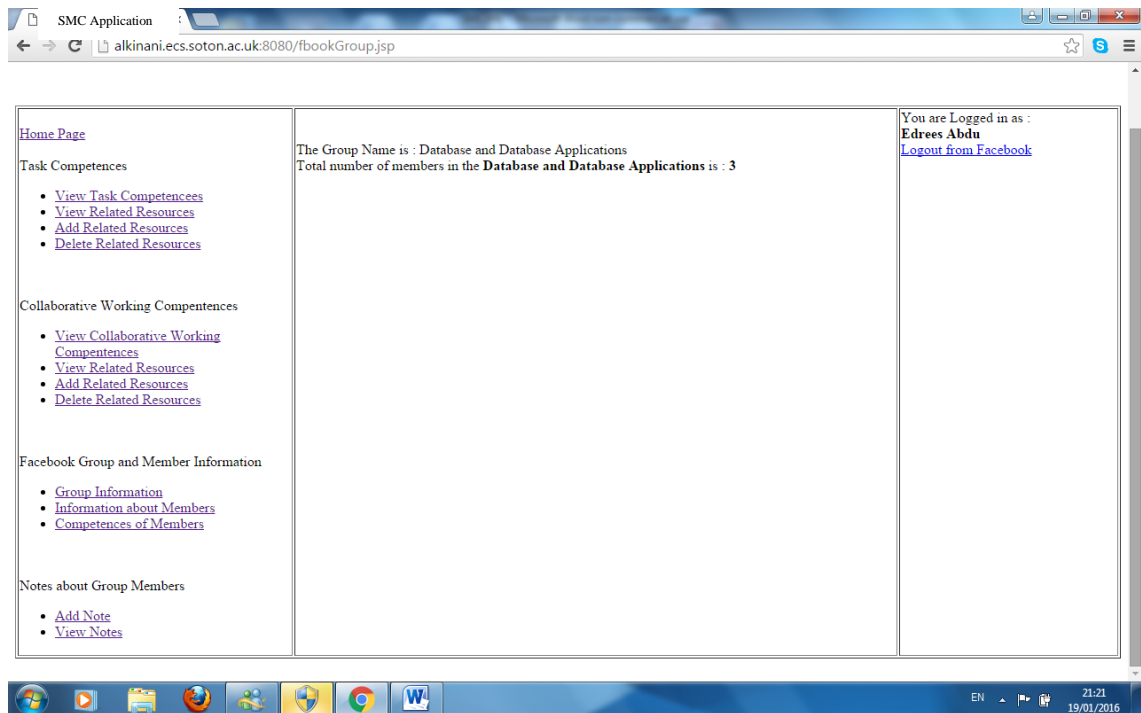 SMC Application
alkinani.ecs.soton.ac.uk:8080/fbookGroup.jsp
Home Page
Task Competences
View Task Competencees
View Related Resources
Add Related Resources
Delete Related Resources
Collaborative Working Compentences
View Collaborative Working
Compentences
View Related Resources
Add Related Resources
Delete Related Resources
Facebook Group and Member Information
Group Information
Information about Members
Competences of Members
Notes about Group Members
Add Note
View Notes
The Group Name is : Database and Database Applications
Total number of members in the Database and Database Applications is : 3
You are Logged in as :
Edrees Abdu
Logout from Facebook
EN
21:21
19/01/2016